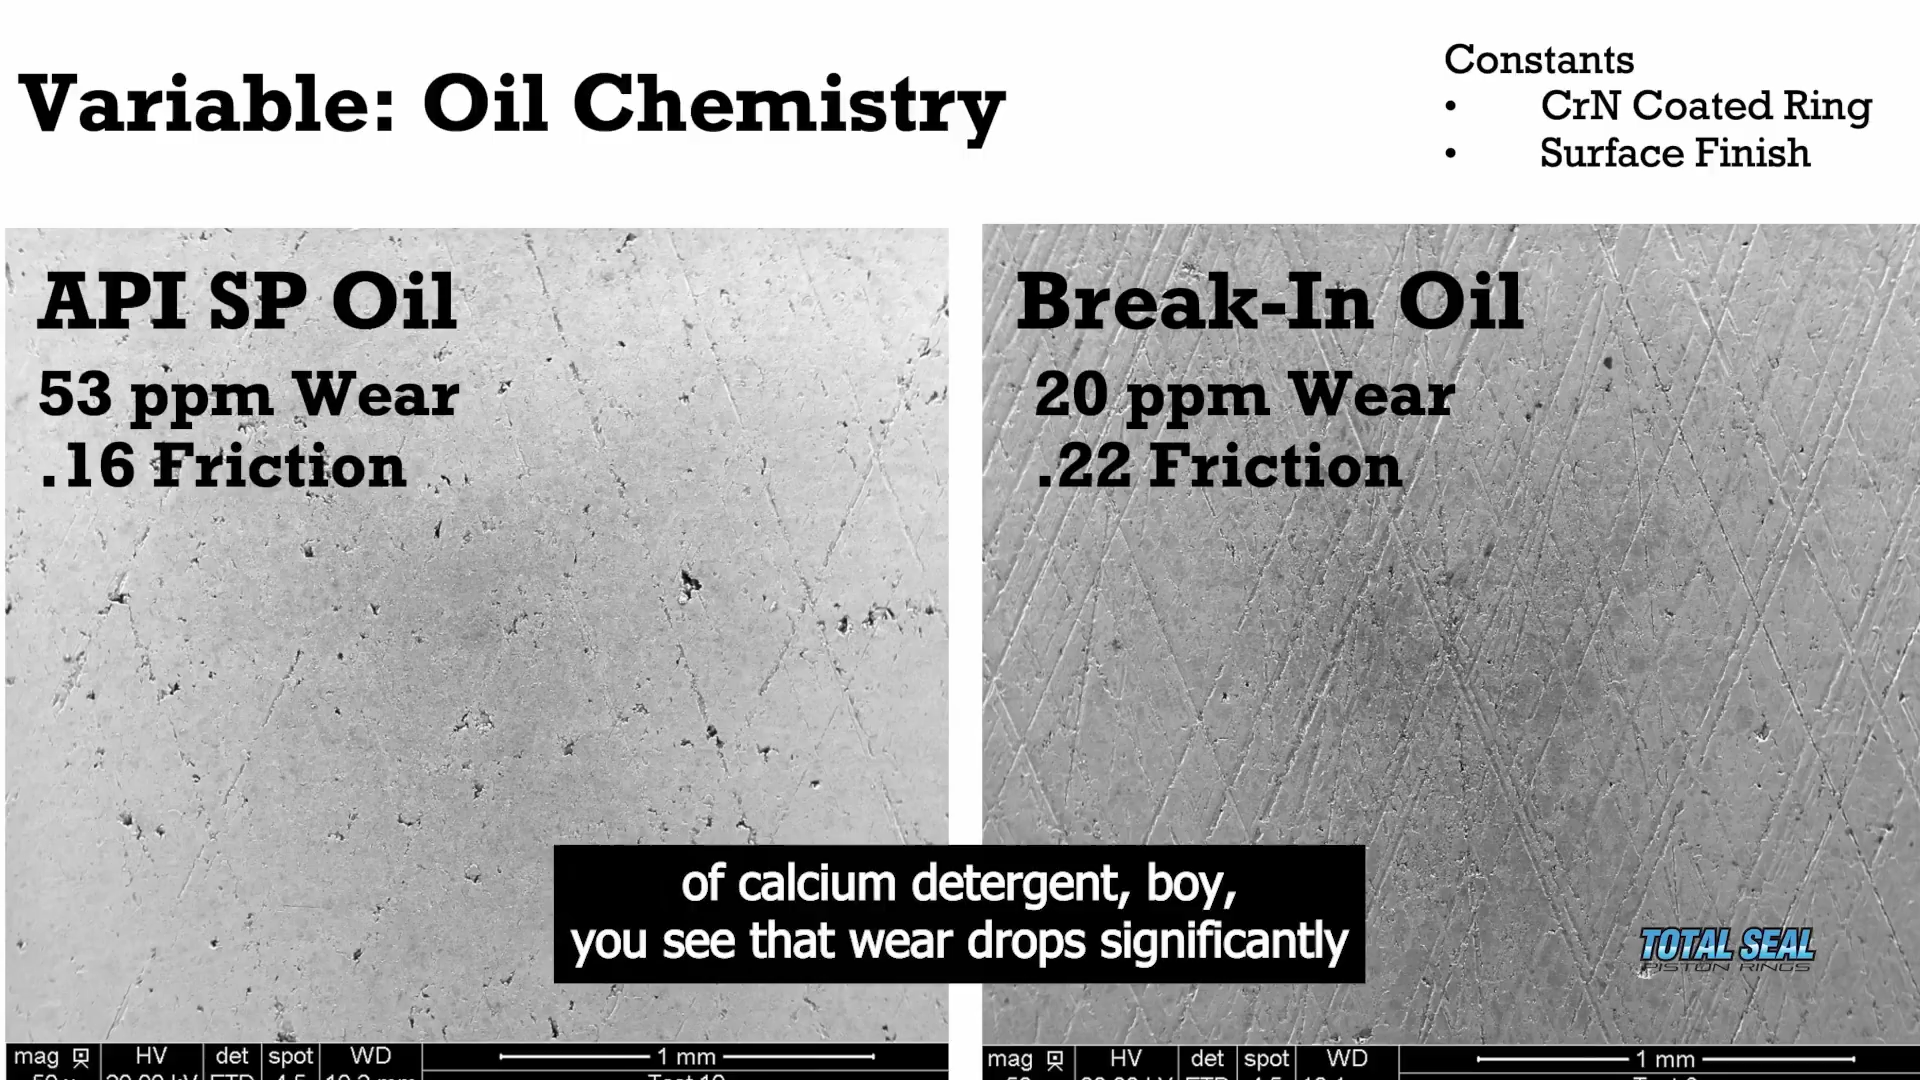 Variable: Oil Chemistry
Constants
• CrN Coated Ring
• Surface Finish
API SP Oil
53 ppm Wear
.16 Friction
Break-In Oil
20 ppm Wear
.22 Friction
of calcium detergent, boy,
you see that wear drops significantly
TOTAL SEAL
PISTON RINGS
mag HV det spot WD 1 mm
mag HV det spot WD 1 mm